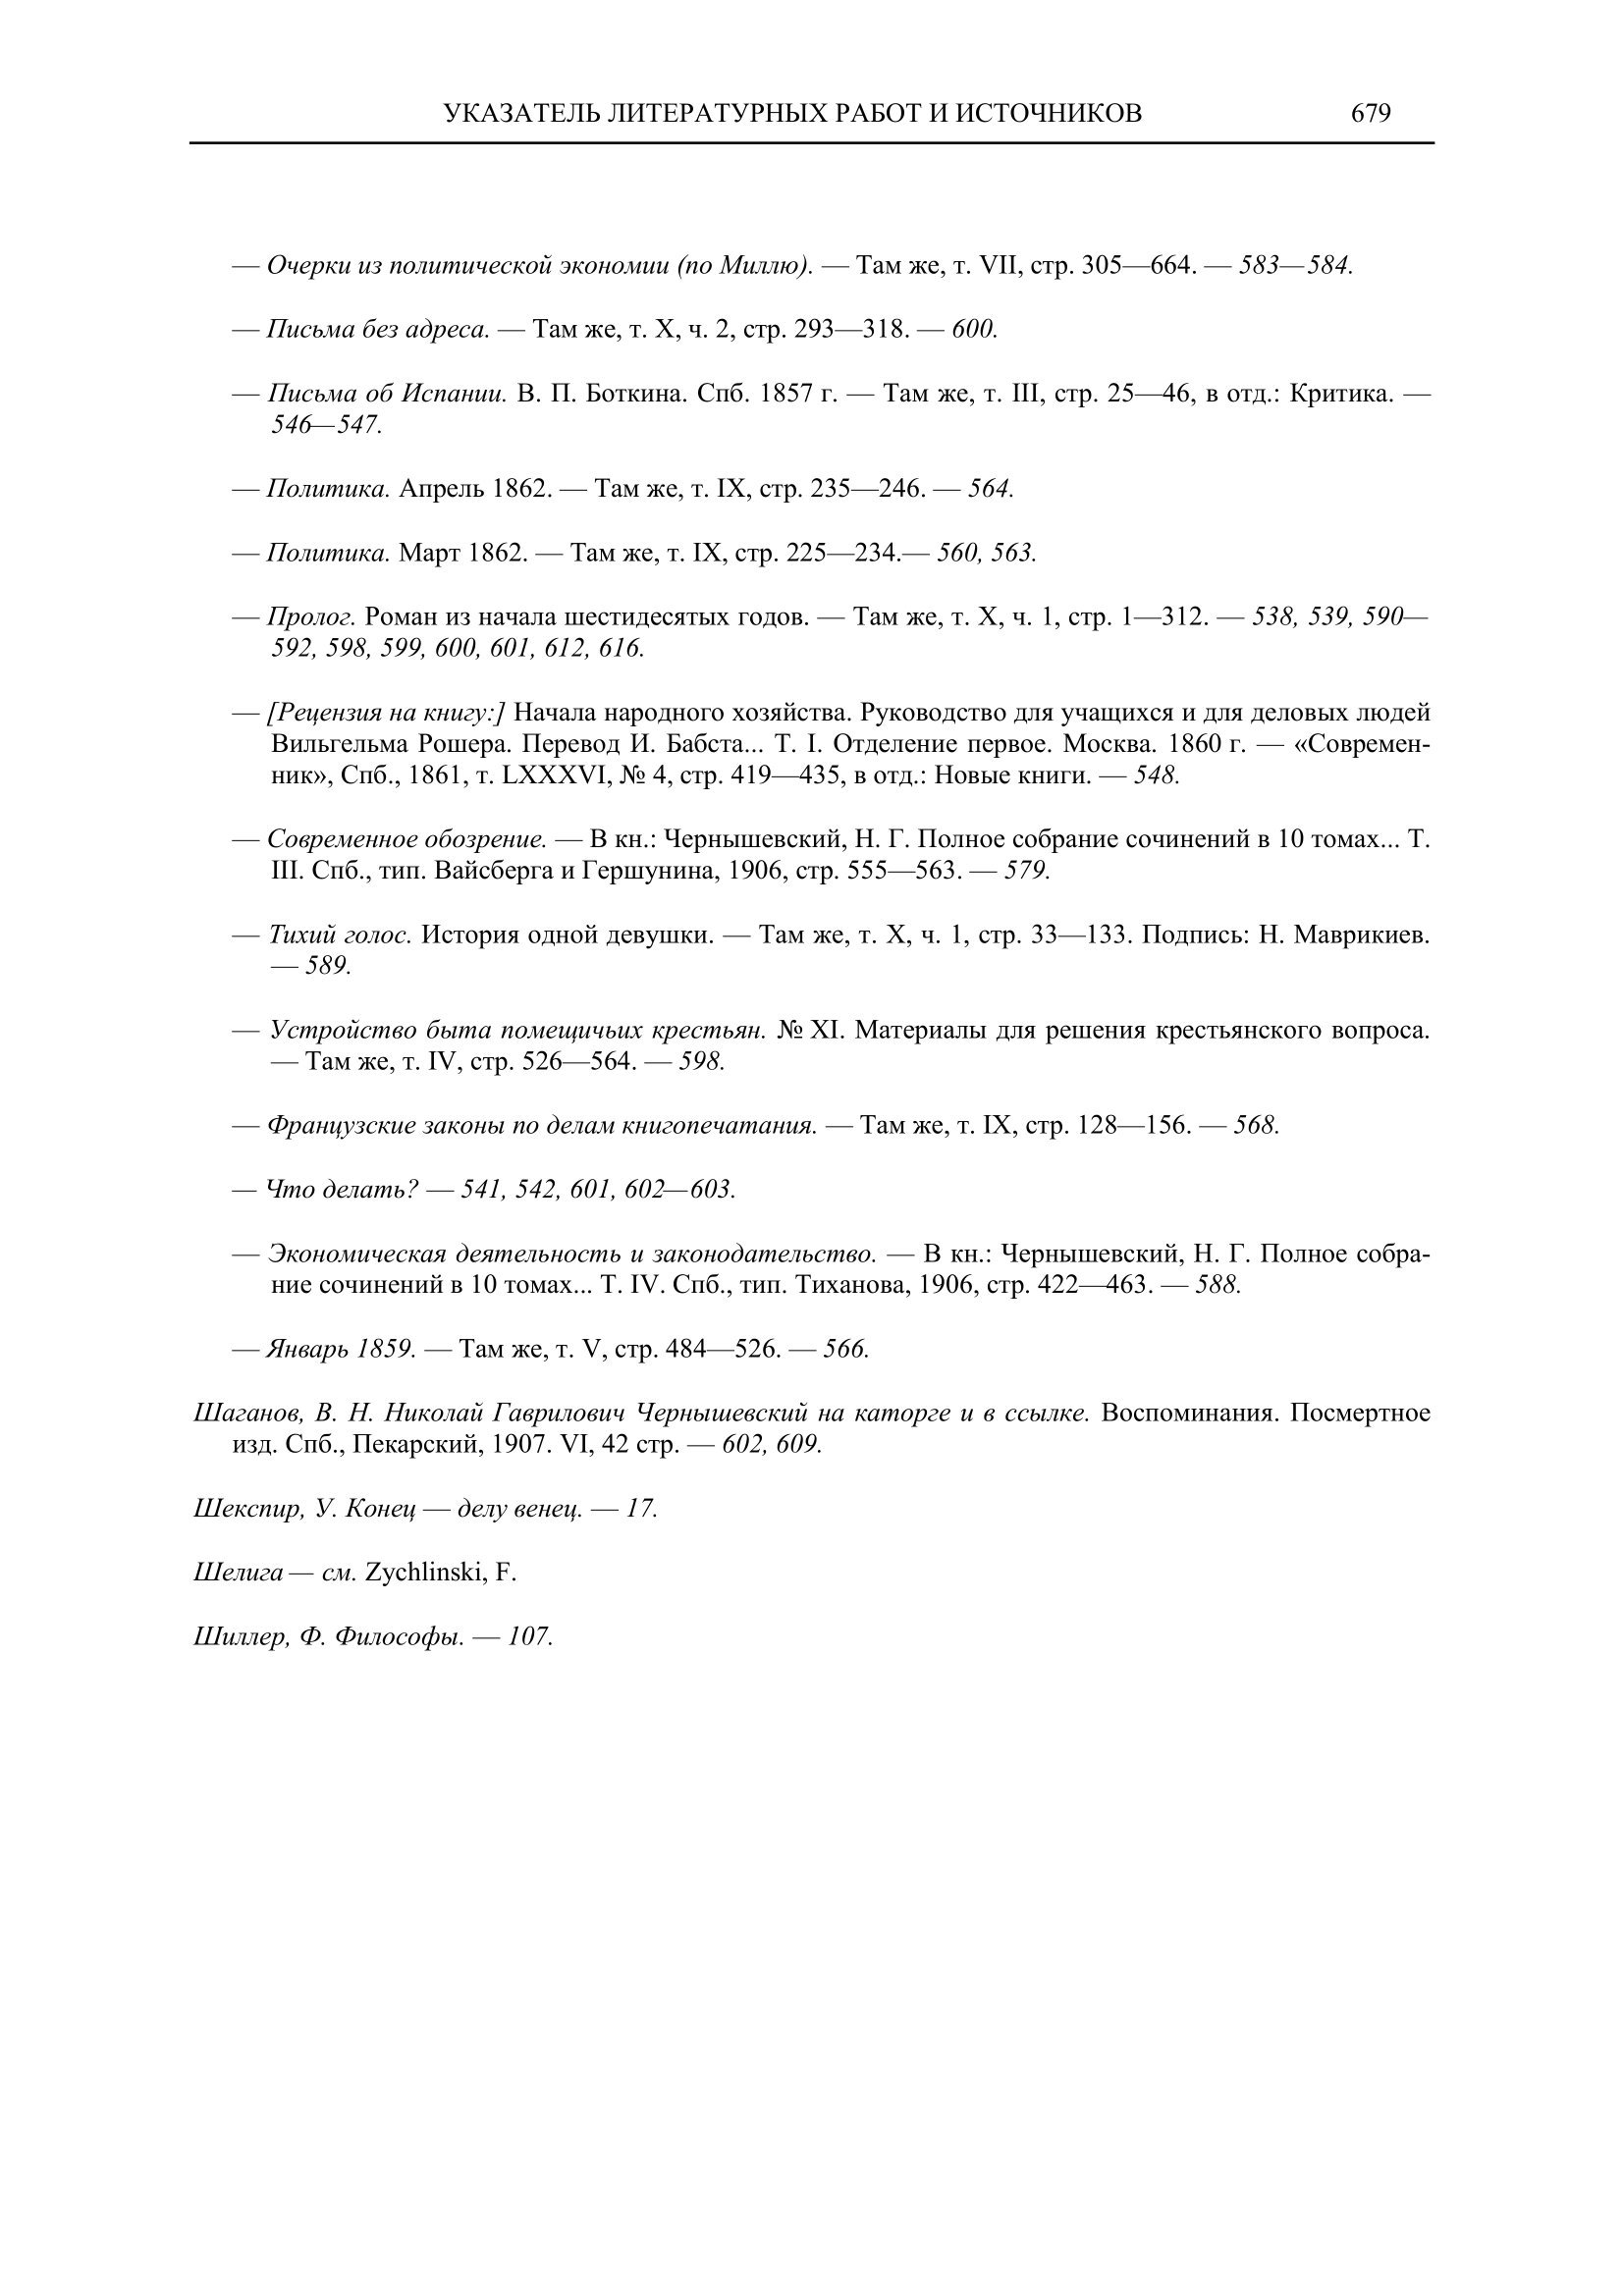 УКАЗАТЕЛЬ ЛИТЕРАТУРНЫХ РАБОТ И ИСТОЧНИКОВ 679
— Очерки из политической экономии (по Миллю). — Там же, т. VII, стр. 305—664. — 583—584.
— Письма без адреса. — Там же, т. X, ч. 2, стр. 293—318. — 600.
— Письма об Испании. В. П. Боткина. Спб. 1857 г. — Там же, т. III, стр. 25—46, в отд.: Критика. —
546—547.
— Политика. Апрель 1862. — Там же, т. IX, стр. 235—246. — 564.
— Политика. Март 1862. — Там же, т. IX, стр. 225—234.— 560, 563.
— Пролог. Роман из начала шестидесятых годов. — Там же, т. X, ч. 1, стр. 1—312. — 538, 539, 590—
592, 598, 599, 600, 601, 612, 616.
— [Рецензия на книгу:] Начала народного хозяйства. Руководство для учащихся и для деловых людей
Вильгельма Рошера. Перевод И. Бабста... Т. I. Отделение первое. Москва. 1860 г. — «Современ-
ник», Спб., 1861, т. LXXXVI, № 4, стр. 419—435, в отд.: Новые книги. — 548.
— Современное обозрение. — В кн.: Чернышевский, Н. Г. Полное собрание сочинений в 10 томах... Т.
III. Спб., тип. Вайсберга и Гершунина, 1906, стр. 555—563. — 579.
— Тихий голос. История одной девушки. — Там же, т. X, ч. 1, стр. 33—133. Подпись: Н. Маврикиев.
— 589.
— Устройство быта помещичьих крестьян. № XI. Материалы для решения крестьянского вопроса.
— Там же, т. IV, стр. 526—564. — 598.
— Французские законы по делам книгопечатания. — Там же, т. IX, стр. 128—156. — 568.
— Что делать? — 541, 542, 601, 602—603.
— Экономическая деятельность и законодательство. — В кн.: Чернышевский, Н. Г. Полное собра-
ние сочинений в 10 томах... Т. IV. Спб., тип. Тиханова, 1906, стр. 422—463. — 588.
— Январь 1859. — Там же, т. V, стр. 484—526. — 566.
Шаганов, В. Н. Николай Гаврилович Чернышевский на каторге и в ссылке. Воспоминания. Посмертное
изд. Спб., Пекарский, 1907. VI, 42 стр. — 602, 609.
Шекспир, У. Конец — делу венец. — 17.
Шелига — см. Zychlinski, F.
Шиллер, Ф. Философы. — 107.